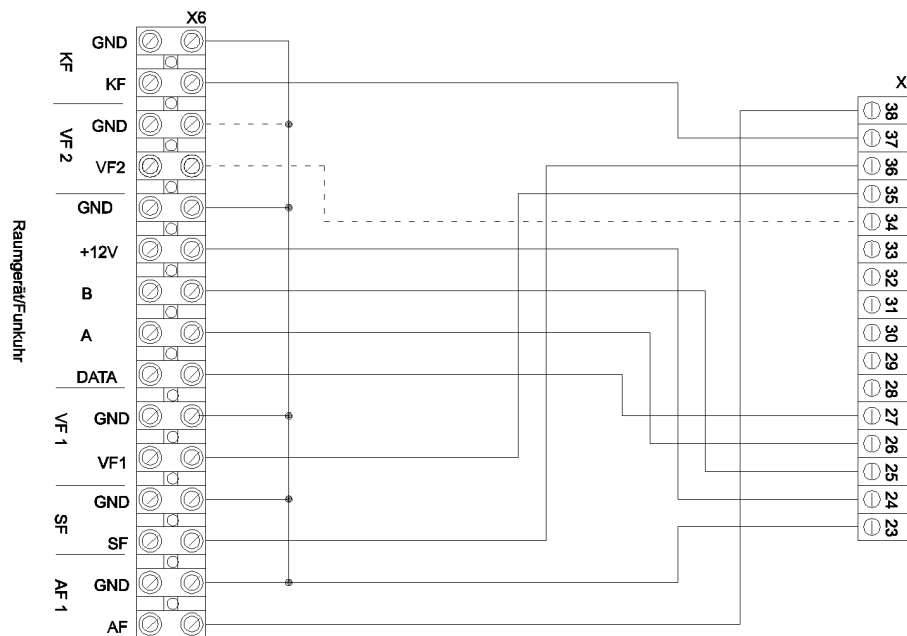 X6
GND
KF
GND
VF2
GND
+12V
B
A
DATA
GND
VF1
GND
SF
GND
AF
KF
VF 2
Raumgerät/Funkuhr
VF 1
SF
AF 1
X
38
37
36
35
34
33
32
31
30
29
28
27
26
25
24
23